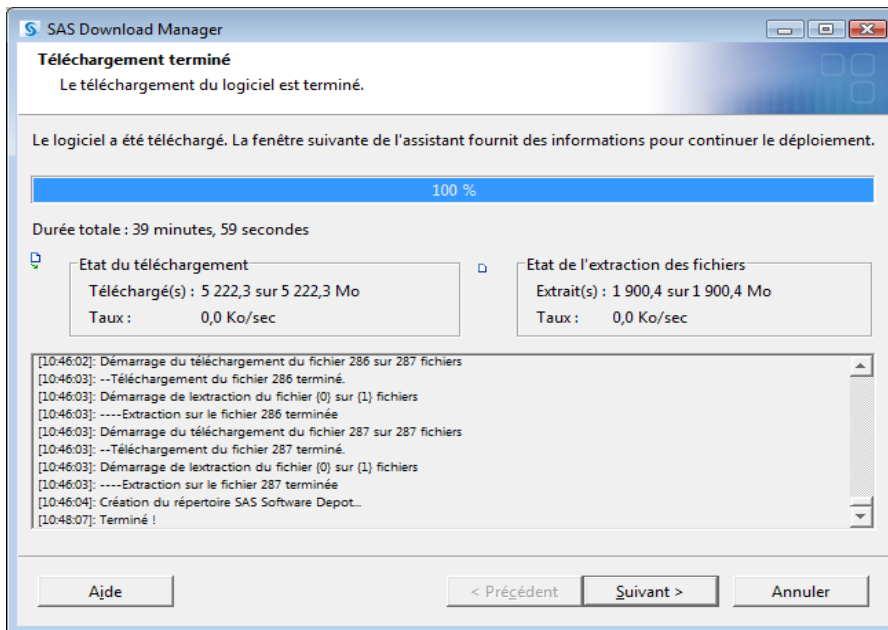 SAS Download Manager
Téléchargement terminé
Le téléchargement du logiciel est terminé.
Le logiciel a été téléchargé. La fenêtre suivante de l'assistant fournit des informations pour continuer le déploiement.
100 %
Durée totale : 39 minutes, 59 secondes
Etat du téléchargement
Téléchargé(s) : 5 222,3 sur 5 222,3 Mo
Taux : 0,0 Ko/sec
Etat de l'extraction des fichiers
Extrait(s) : 1 900,4 sur 1 900,4 Mo
Taux : 0,0 Ko/sec
[10:46:02]: Démarrage du téléchargement du fichier 286 sur 287 fichiers
[10:46:03]: --Téléchargement du fichier 286 terminé.
[10:46:03]: Démarrage de lextraction du fichier {0} sur {1} fichiers
[10:46:03]: ----Extraction sur le fichier 286 terminée
[10:46:03]: Démarrage du téléchargement du fichier 287 sur 287 fichiers
[10:46:03]: --Téléchargement du fichier 287 terminé.
[10:46:03]: Démarrage de lextraction du fichier {0} sur {1} fichiers
[10:46:03]: ----Extraction sur le fichier 287 terminée
[10:46:04]: Création du répertoire SAS Software Depot...
[10:48:07]: Terminé !
Aide
< Précédent
Suivant >
Annuler